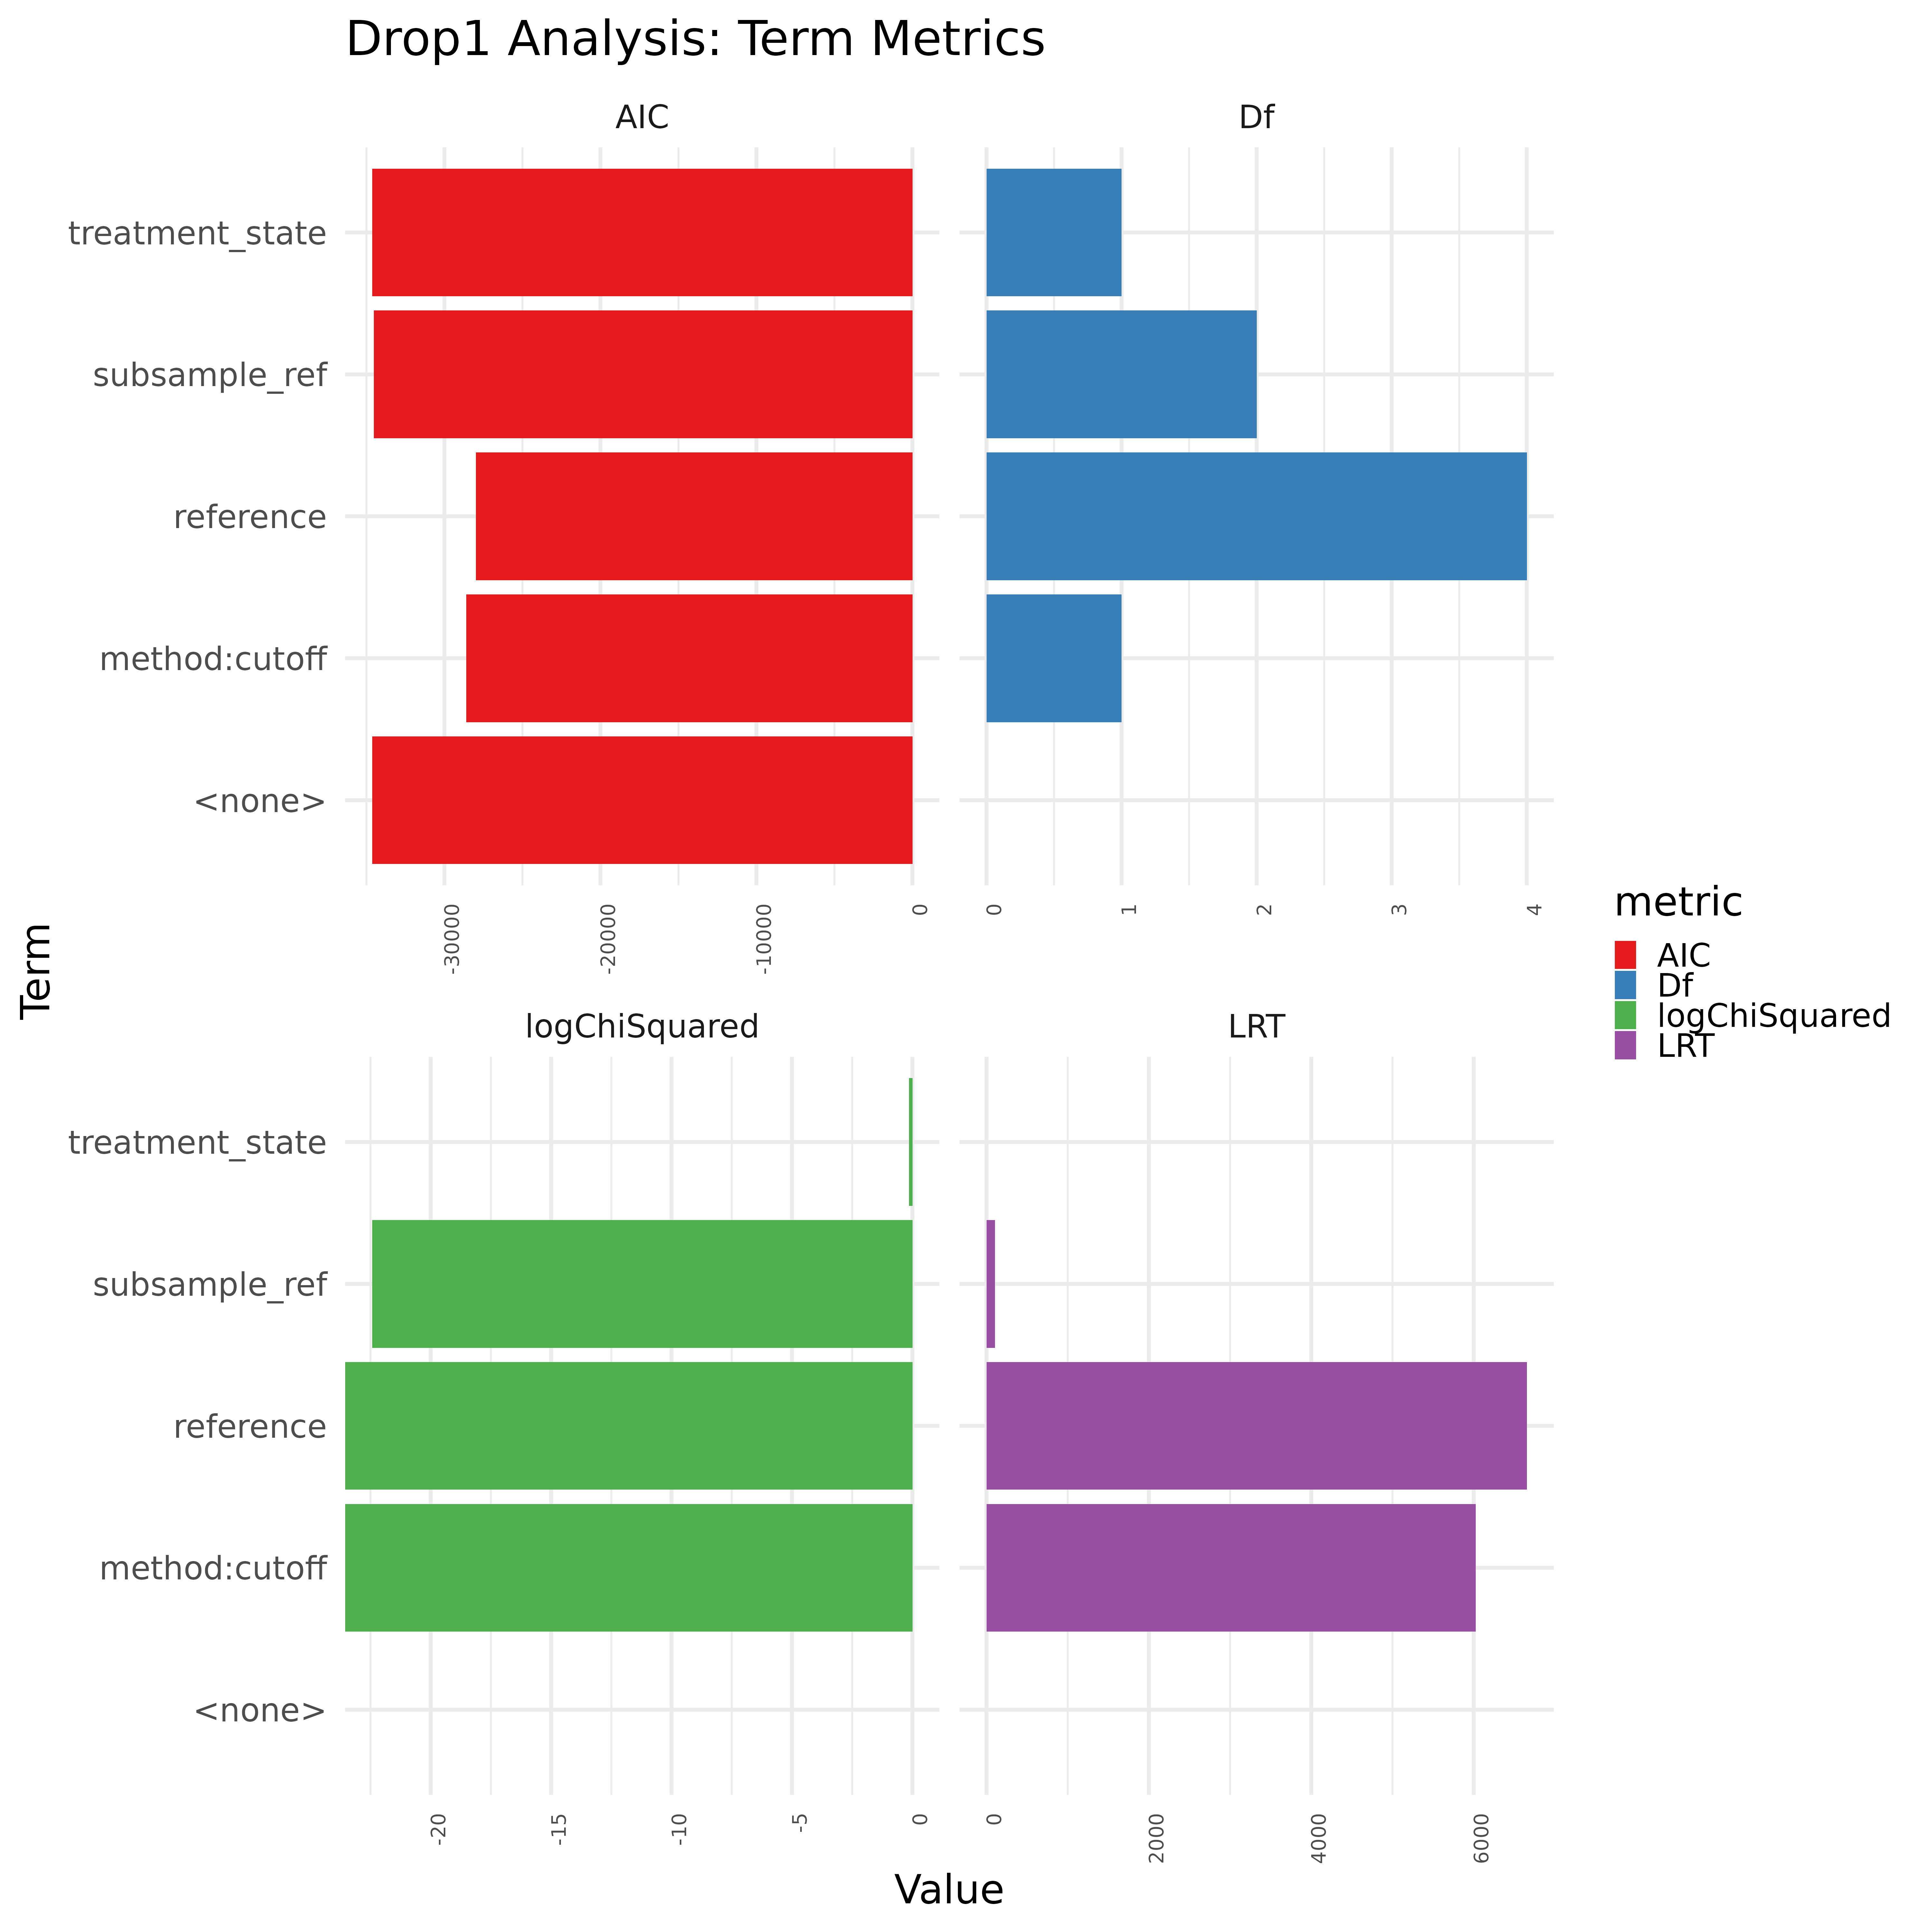 Drop1 Analysis: Term Metrics
AIC
Df
treatment_state
subsample_ref
reference
method:cutoff
<none>
-30000
-20000
-10000
0
0
1
2
3
4
Term
metric
AIC
Df
logChiSquared
LRT
logChiSquared
LRT
treatment_state
subsample_ref
reference
method:cutoff
<none>
-20
-15
-10
-5
0
0
2000
4000
6000
Value